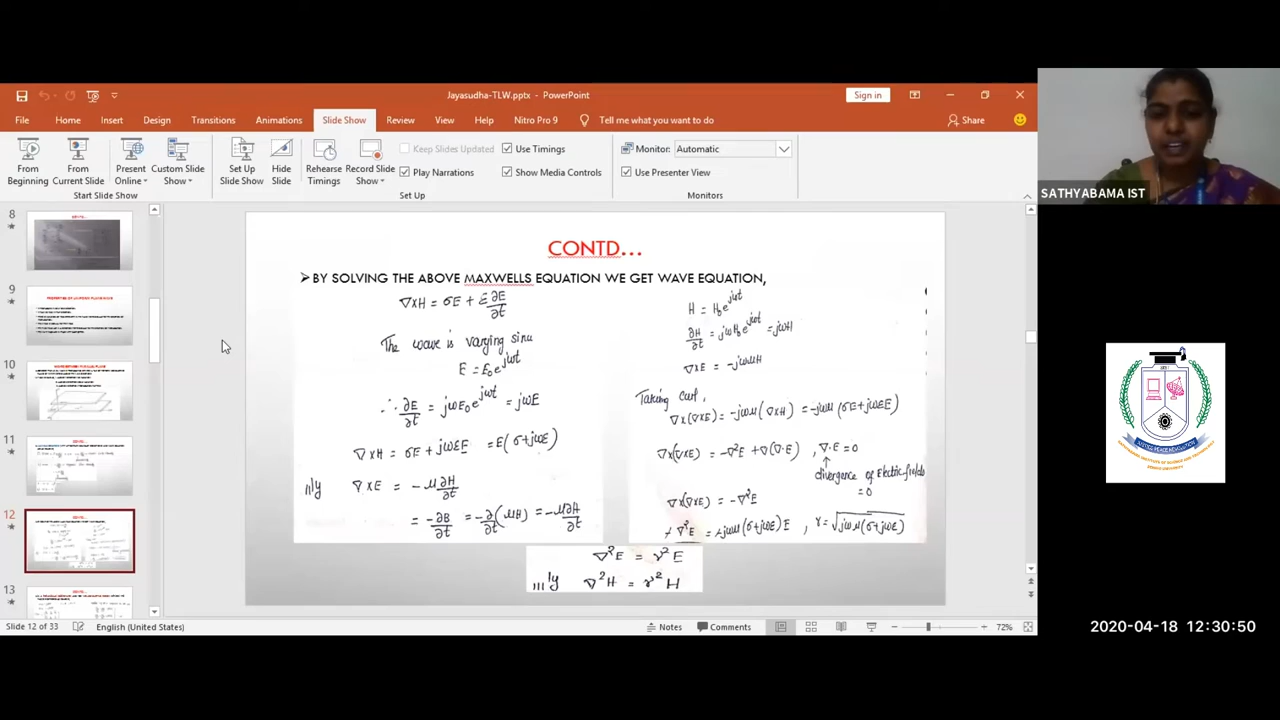 Jayasudha-TLW.pptx - PowerPoint
Sign in
File Home Insert Design Transitions Animations Slide Show Review View Help Nitro Pro 9 Tell me what you want to do Share
From Beginning
From Current Slide
Present Online
Custom Slide Show
Set Up Slide Show
Hide Slide
Rehearse Timings
Record Slide Show
Keep Slides Updated
Play Narrations
Use Timings
Show Media Controls
Monitor: Automatic
Use Presenter View
Start Slide Show
Set Up
Monitors
SATHYABAMA IST
8
9
10
11
12
13
CONTD...
➢BY SOLVING THE ABOVE MAXWELLS EQUATION WE GET WAVE EQUATION,
∇×H = σE + ε ∂E/∂t
The wave is varying sinu
E = E₀e^jωt
∴ ∂E/∂t = jωE₀e^jωt = jωE
∇×H = σE + jωεE = E(σ+jωε)
|||ly ∇×E = -μ∂H/∂t
= -∂B/∂t = -∂/∂t (μH) = -μ∂H/∂t
H = H₀e^jωt
∂H/∂t = jωH₀e^jωt = jωH
∇×E = -jωμH
Taking curl,
∇×(∇×E) = -jωμ(∇×H) = -jωμ(σE+jωεE)
∇×(∇×E) = -∇²E + ∇(∇·E), ∇·E = 0
↑
divergence of Electric-fields
= 0
∇×(∇×E) = -∇²E
+∇²E = +jωμ(σ+jωε)E, γ = √jωμ(σ+jωε)
∇²E = γ²E
|||ly ∇²H = γ²H
Slide 12 of 33
English (United States)
Notes
Comments
72%
2020-04-18 12:30:50